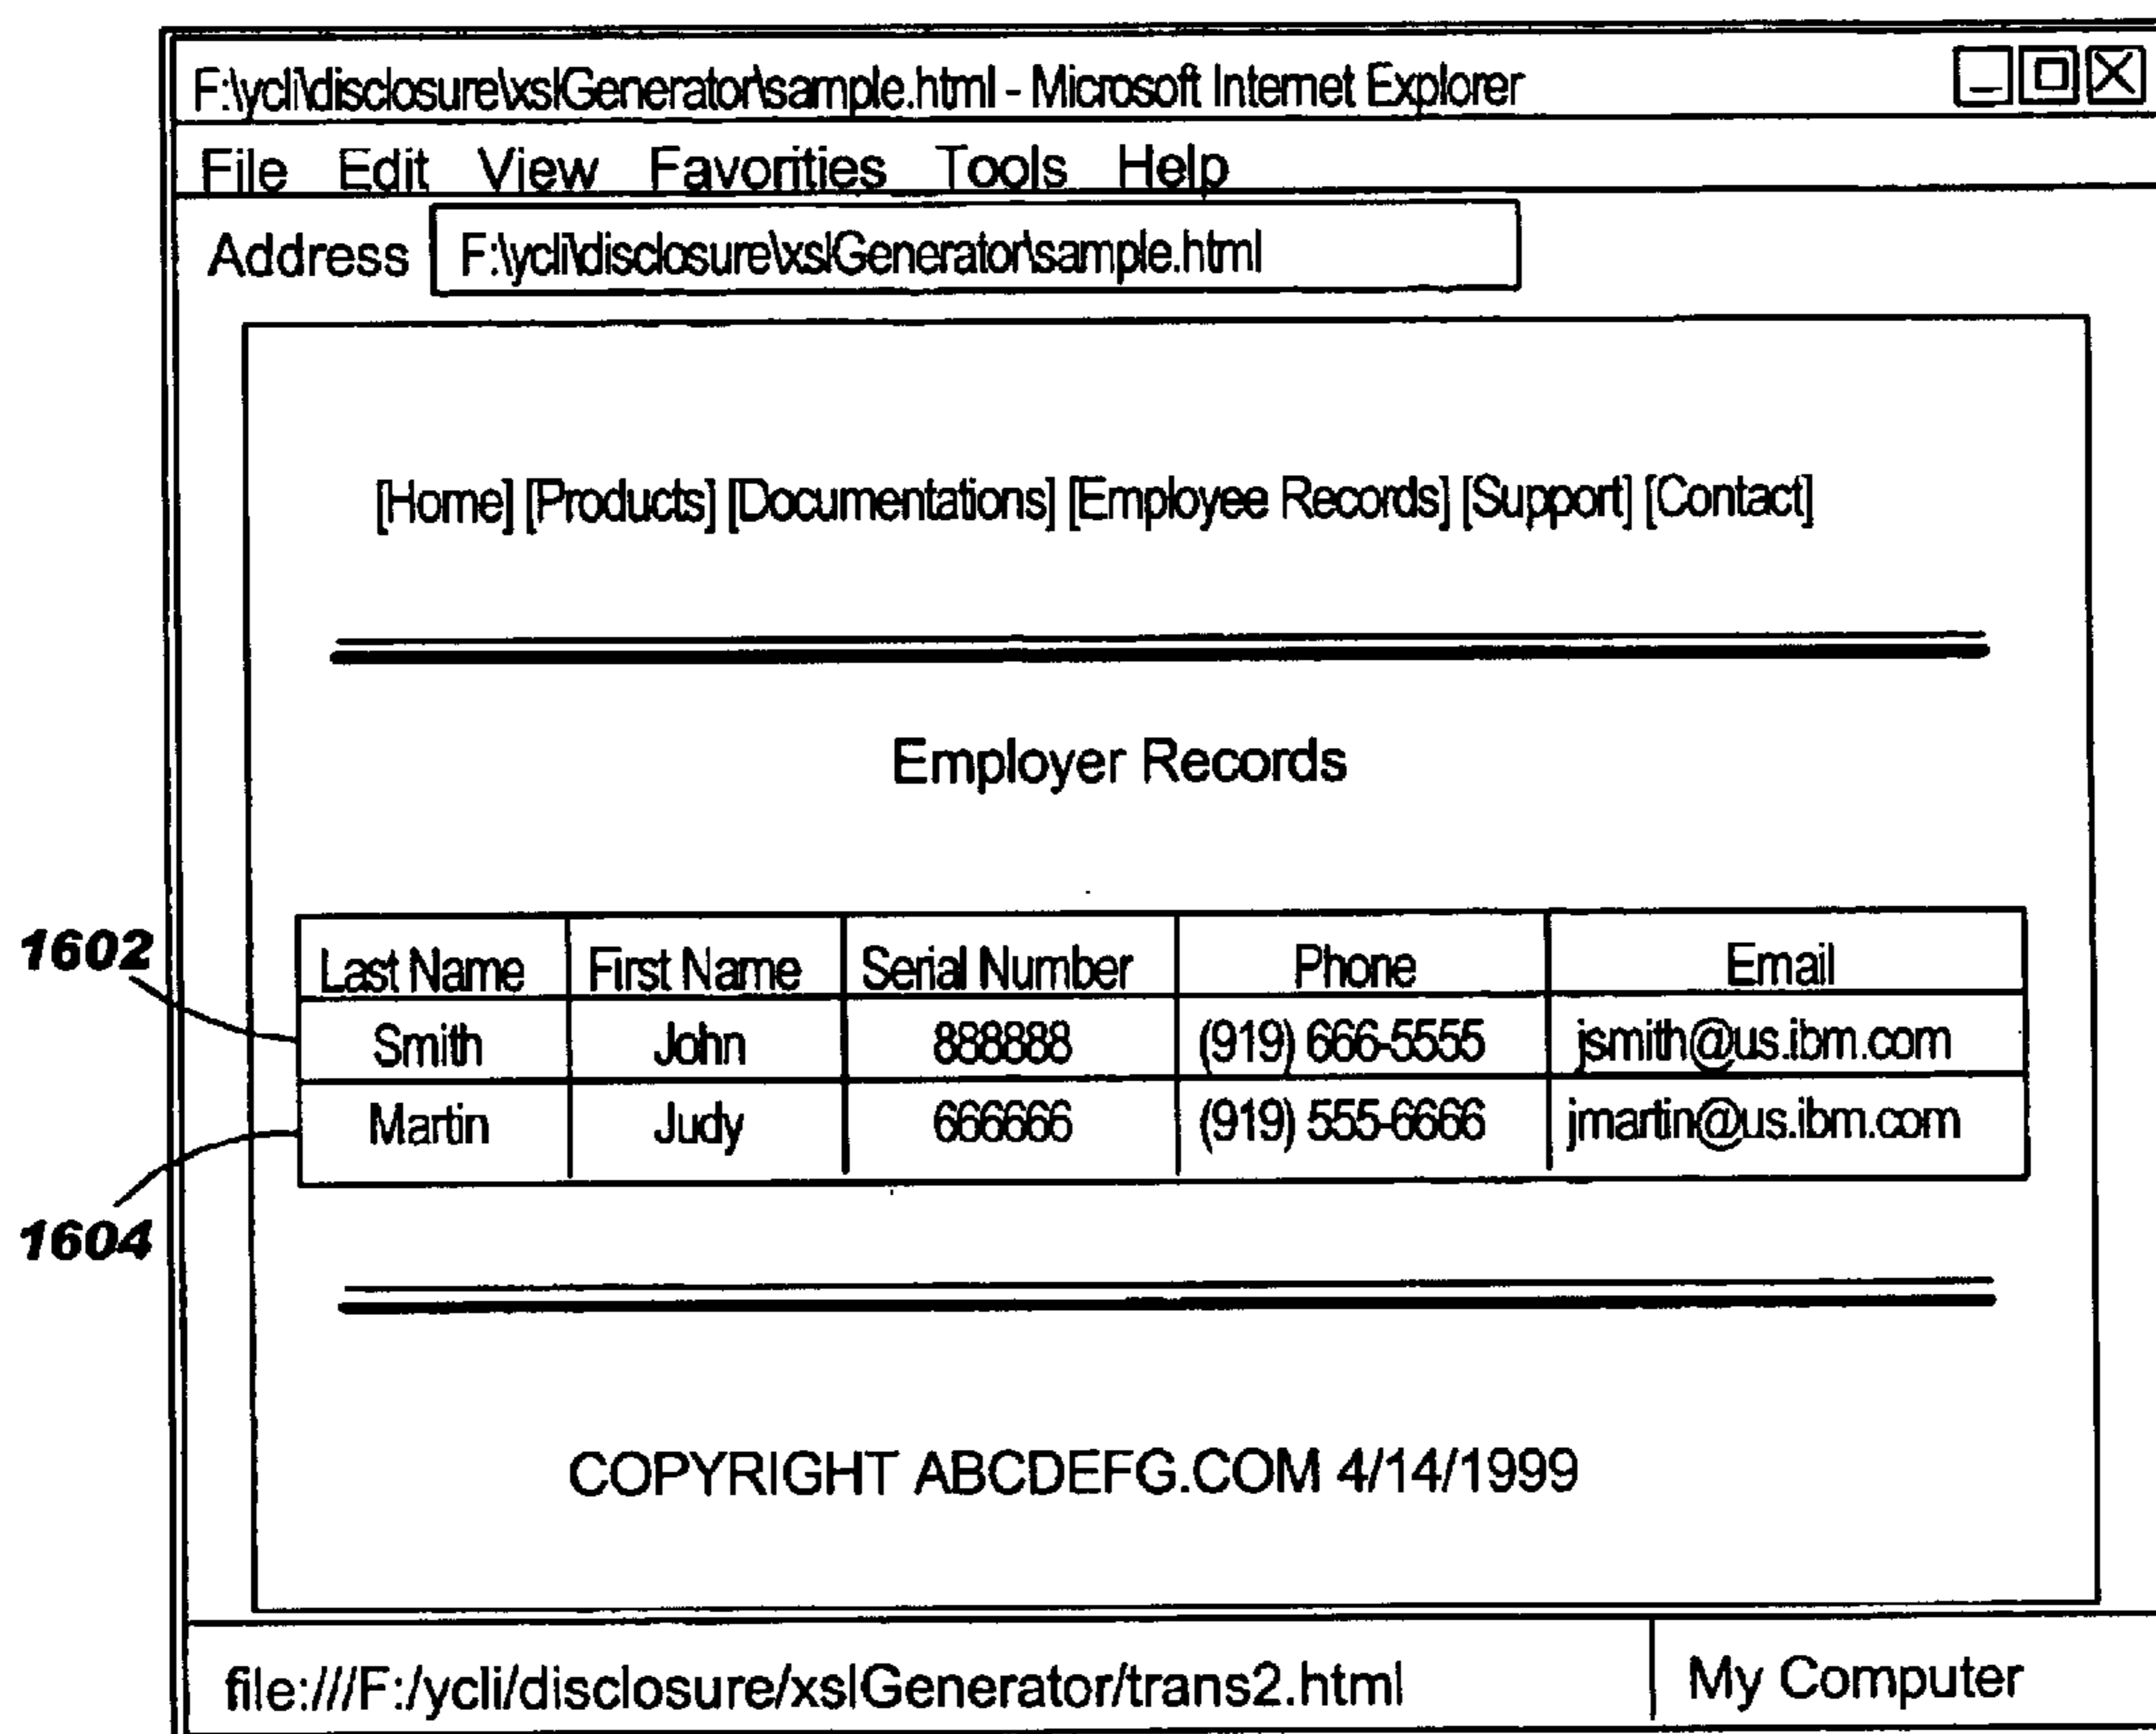 F:\ycli\disclosure\xslGenerator\sample.html - Microsoft Internet Explorer
File Edit View Favorities Tools Help
Address F:\ycli\disclosure\xslGenerator\sample.html
[Home] [Products] [Documentations] [Employee Records] [Support] [Contact]
Employer Records
Last Name First Name Serial Number Phone Email
1602
Smith John 888888 (919) 666-5555 jsmith@us.ibm.com
Martin Judy 666666 (919) 555-6666 jmartin@us.ibm.com
1604
COPYRIGHT ABCDEFG.COM 4/14/1999
file:///F:/ycli/disclosure/xslGenerator/trans2.html My Computer